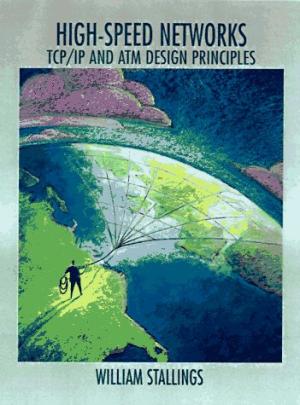 HIGH-SPEED NETWORKS
TCP/IP AND ATM DESIGN PRINCIPLES
WILLIAM STALLINGS